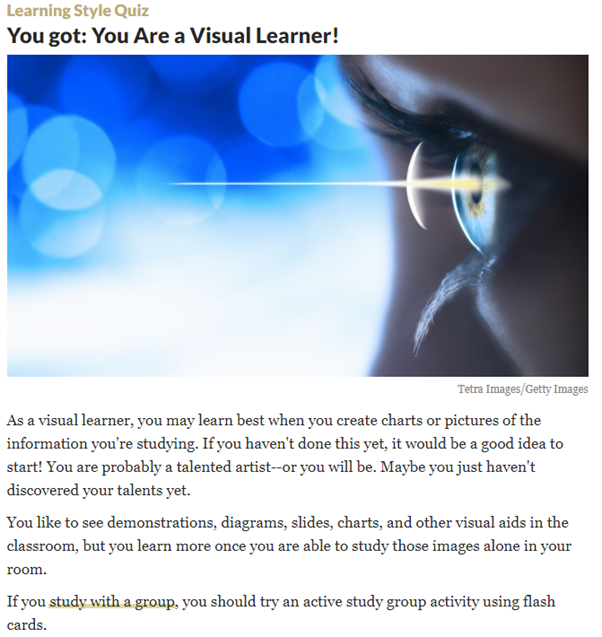 Learning Style Quiz
You got: You Are a Visual Learner!
Tetra Images/Getty Images
As a visual learner, you may learn best when you create charts or pictures of the
information you're studying. If you haven't done this yet, it would be a good idea to
start! You are probably a talented artist--or you will be. Maybe you just haven't
discovered your talents yet.
You like to see demonstrations, diagrams, slides, charts, and other visual aids in the
classroom, but you learn more once you are able to study those images alone in your
room.
If you study with a group, you should try an active study group activity using flash
cards.